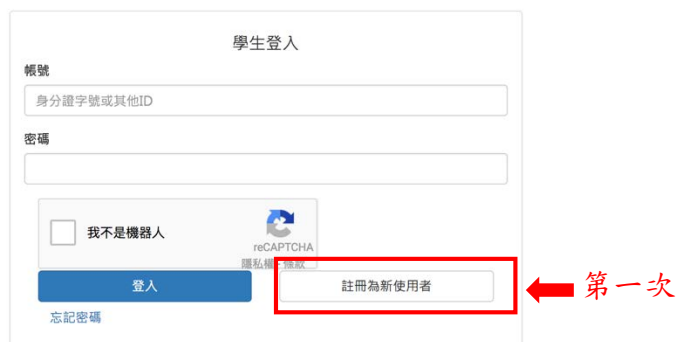 學生登入
帳號
身分證字號或其他ID
密碼
我不是機器人
reCAPTCHA
隱私權 - 條款
登入
註冊為新使用者
第一次
忘記密碼